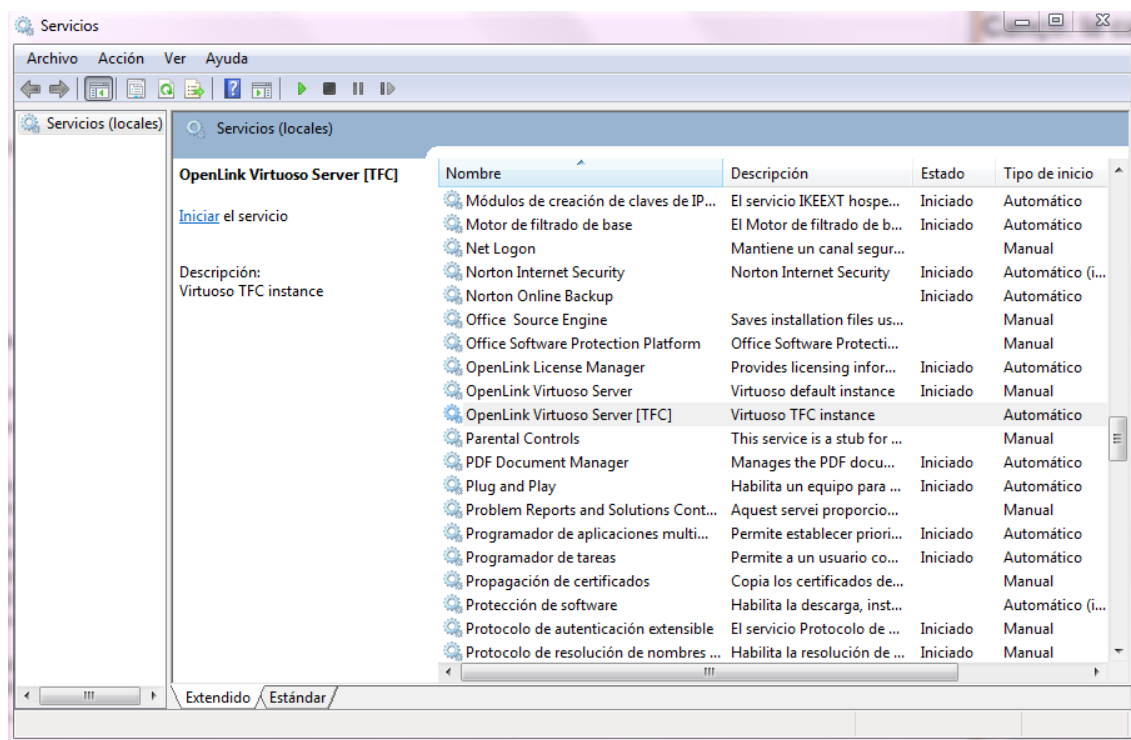 Servicios
Archivo Acción Ver Ayuda
Servicios (locales)
Servicios (locales)
OpenLink Virtuoso Server [TFC]
Iniciar el servicio
Descripción:
Virtuoso TFC instance
Nombre Descripción Estado Tipo de inicio
Módulos de creación de claves de IP... El servicio IKEEXT hospe... Iniciado Automático
Motor de filtrado de base El Motor de filtrado de b... Iniciado Automático
Net Logon Mantiene un canal segur... Manual
Norton Internet Security Norton Internet Security Iniciado Automático (i...
Norton Online Backup Iniciado Automático
Office Source Engine Saves installation files us... Manual
Office Software Protection Platform Office Software Protecti... Manual
OpenLink License Manager Provides licensing infor... Iniciado Automático
OpenLink Virtuoso Server Virtuoso default instance Iniciado Manual
OpenLink Virtuoso Server [TFC] Virtuoso TFC instance Automático
Parental Controls This service is a stub for ... Manual
PDF Document Manager Manages the PDF docu... Iniciado Automático
Plug and Play Habilita un equipo para ... Iniciado Automático
Problem Reports and Solutions Cont... Aquest servei proporcio... Manual
Programador de aplicaciones multi... Permite establecer priori... Iniciado Automático
Programador de tareas Permite a un usuario co... Iniciado Automático
Propagación de certificados Copia los certificados de... Manual
Protección de software Habilita la descarga, inst... Automático (i...
Protocolo de autenticación extensible El servicio Protocolo de ... Iniciado Manual
Protocolo de resolución de nombres ... Habilita la resolución de ... Iniciado Manual
Extendido Estándar